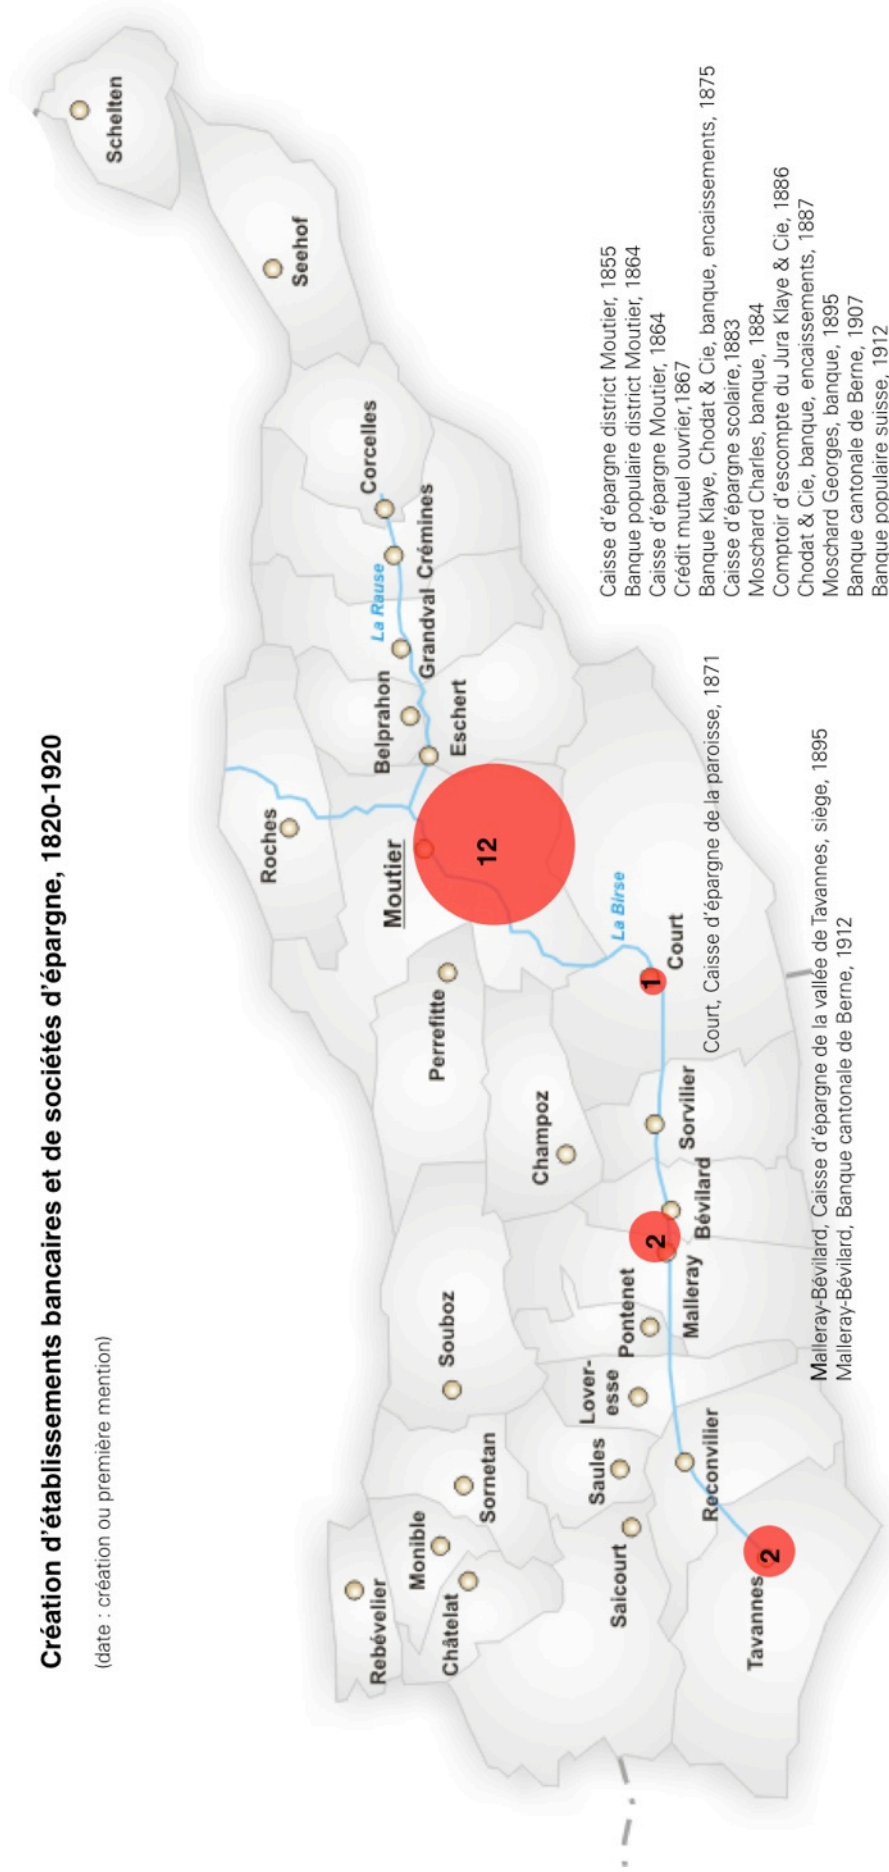 Création d'établissements bancaires et de sociétés d'épargne, 1820-1920
(date : création ou première mention)
Schelten
Seehof
Corcelles
La Rause
Crémines
Grandval
Belprahon
Eschert
Roches
Moutier
12
Perrefitte
La Birse
Court
1
Champoz
Sorvilier
Bévilard
2
Malleray
Pontenet
Souboz
Lover-
esse
Saules
Reconvilier
Sornetan
Monible
Châtelat
Rebévelier
Saicourt
Tavannes
2
Caisse d'épargne district Moutier, 1855
Banque populaire district Moutier, 1864
Caisse d'épargne Moutier, 1864
Crédit mutuel ouvrier,1867
Banque Klaye, Chodat & Cie, banque, encaissements, 1875
Caisse d'épargne scolaire,1883
Moschard Charles, banque, 1884
Comptoir d'escompte du Jura Klaye & Cie, 1886
Chodat & Cie, banque, encaissements, 1887
Moschard Georges, banque, 1895
Banque cantonale de Berne, 1907
Banque populaire suisse, 1912
Court, Caisse d'épargne de la paroisse, 1871
Malleray-Bévilard, Caisse d'épargne de la vallée de Tavannes, siège, 1895
Malleray-Bévilard, Banque cantonale de Berne, 1912